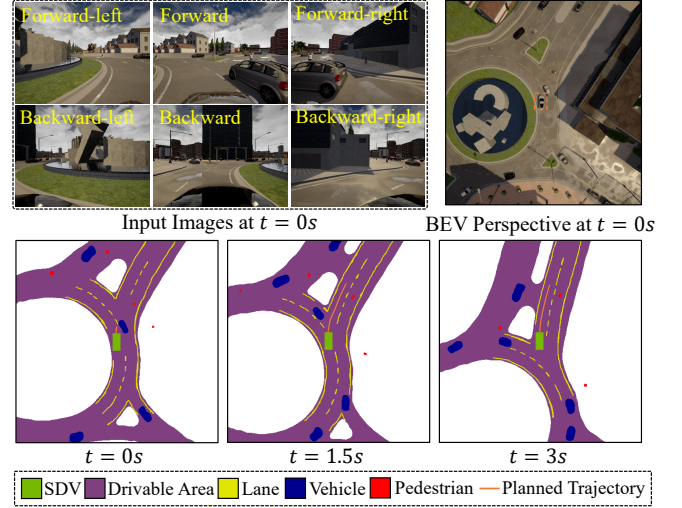 Forward-left Forward Forward-right
Backward-left Backward Backward-right
Input Images at t = 0s BEV Perspective at t = 0s
t = 0s t = 1.5s t = 3s
SDV Drivable Area Lane Vehicle Pedestrian Planned Trajectory